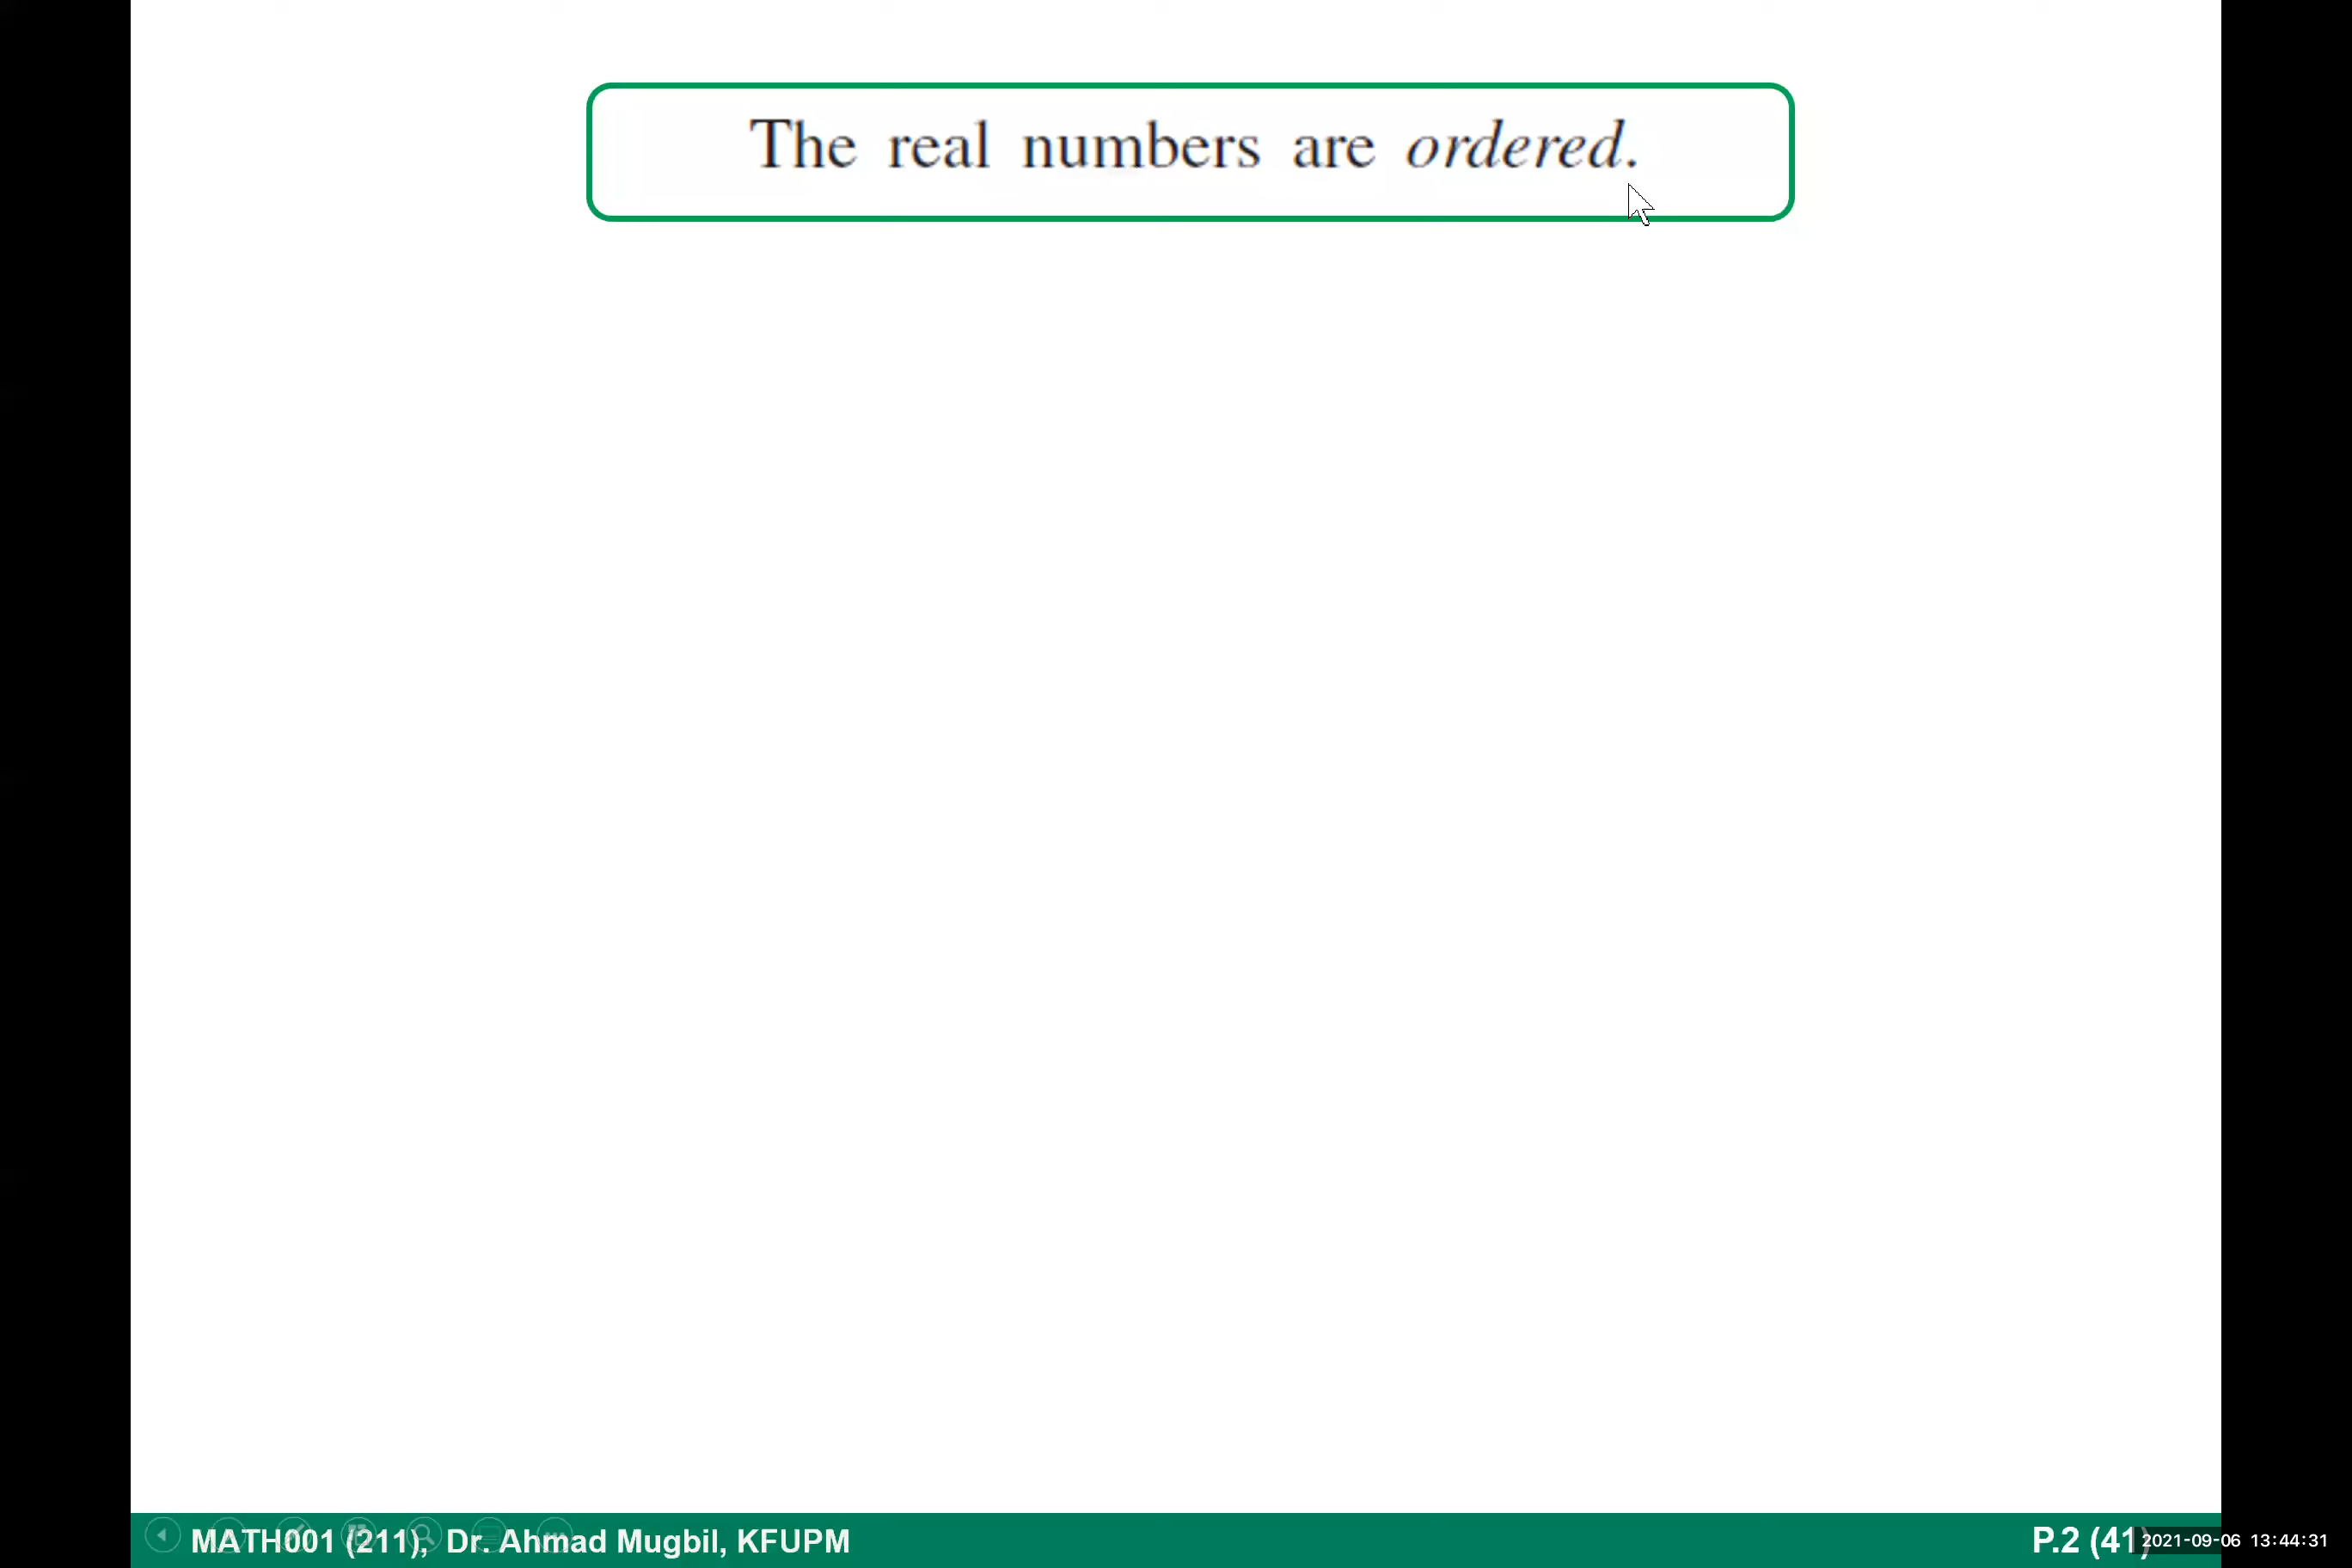 The real numbers are ordered.
MATH001 (211), Dr. Ahmad Mugbil, KFUPM
P.2 (41)
2021-09-06 13:44:31